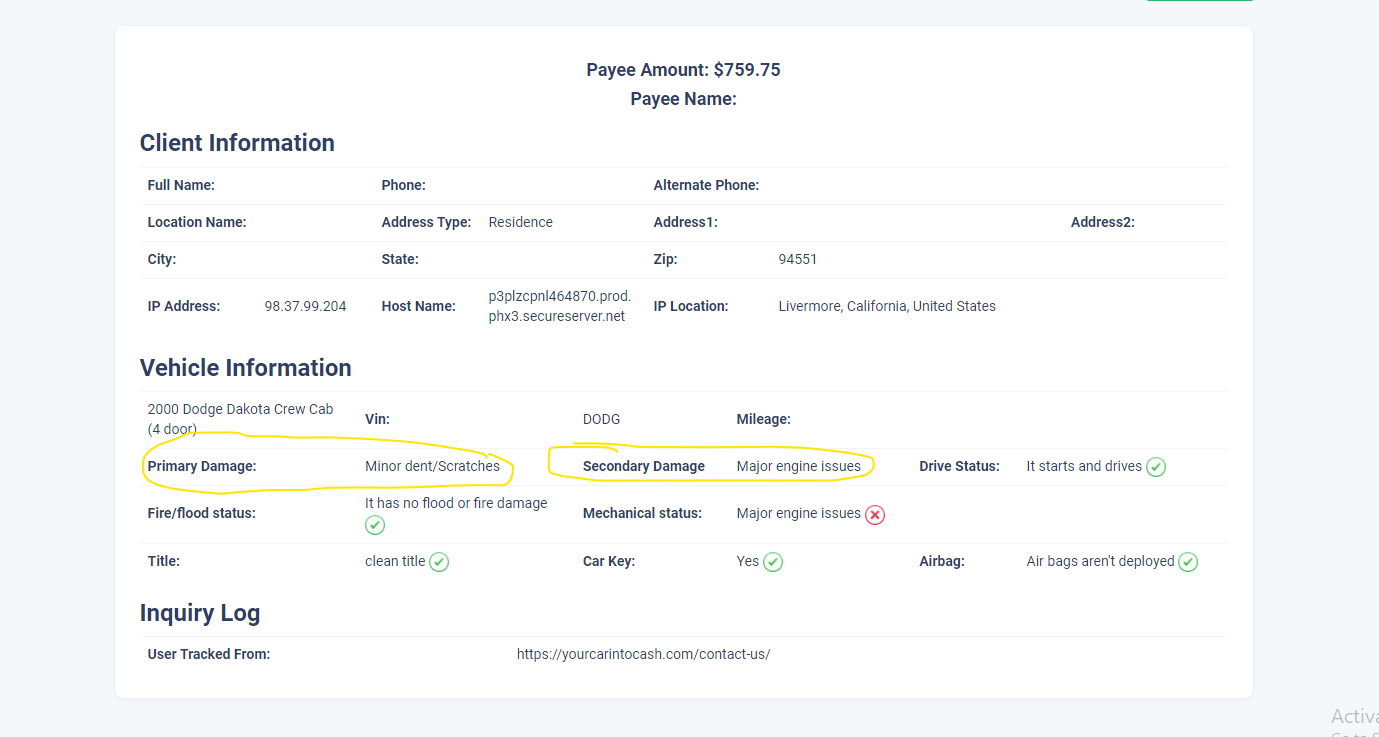 Payee Amount: $759.75
Payee Name:
Client Information
Full Name: Phone: Alternate Phone:
Location Name: Address Type: Residence Address1: Address2:
City: State: Zip: 94551
IP Address: 98.37.99.204 Host Name: p3plzcpnl464870.prod.
phx3.secureserver.net IP Location: Livermore, California, United States
Vehicle Information
2000 Dodge Dakota Crew Cab
(4 door) Vin: DODG Mileage:
Primary Damage: Minor dent/Scratches Secondary Damage Major engine issues Drive Status: It starts and drives
Fire/flood status: It has no flood or fire damage Mechanical status: Major engine issues
Title: clean title Car Key: Yes Airbag: Air bags aren't deployed
Inquiry Log
User Tracked From: https://yourcarintocash.com/contact-us/